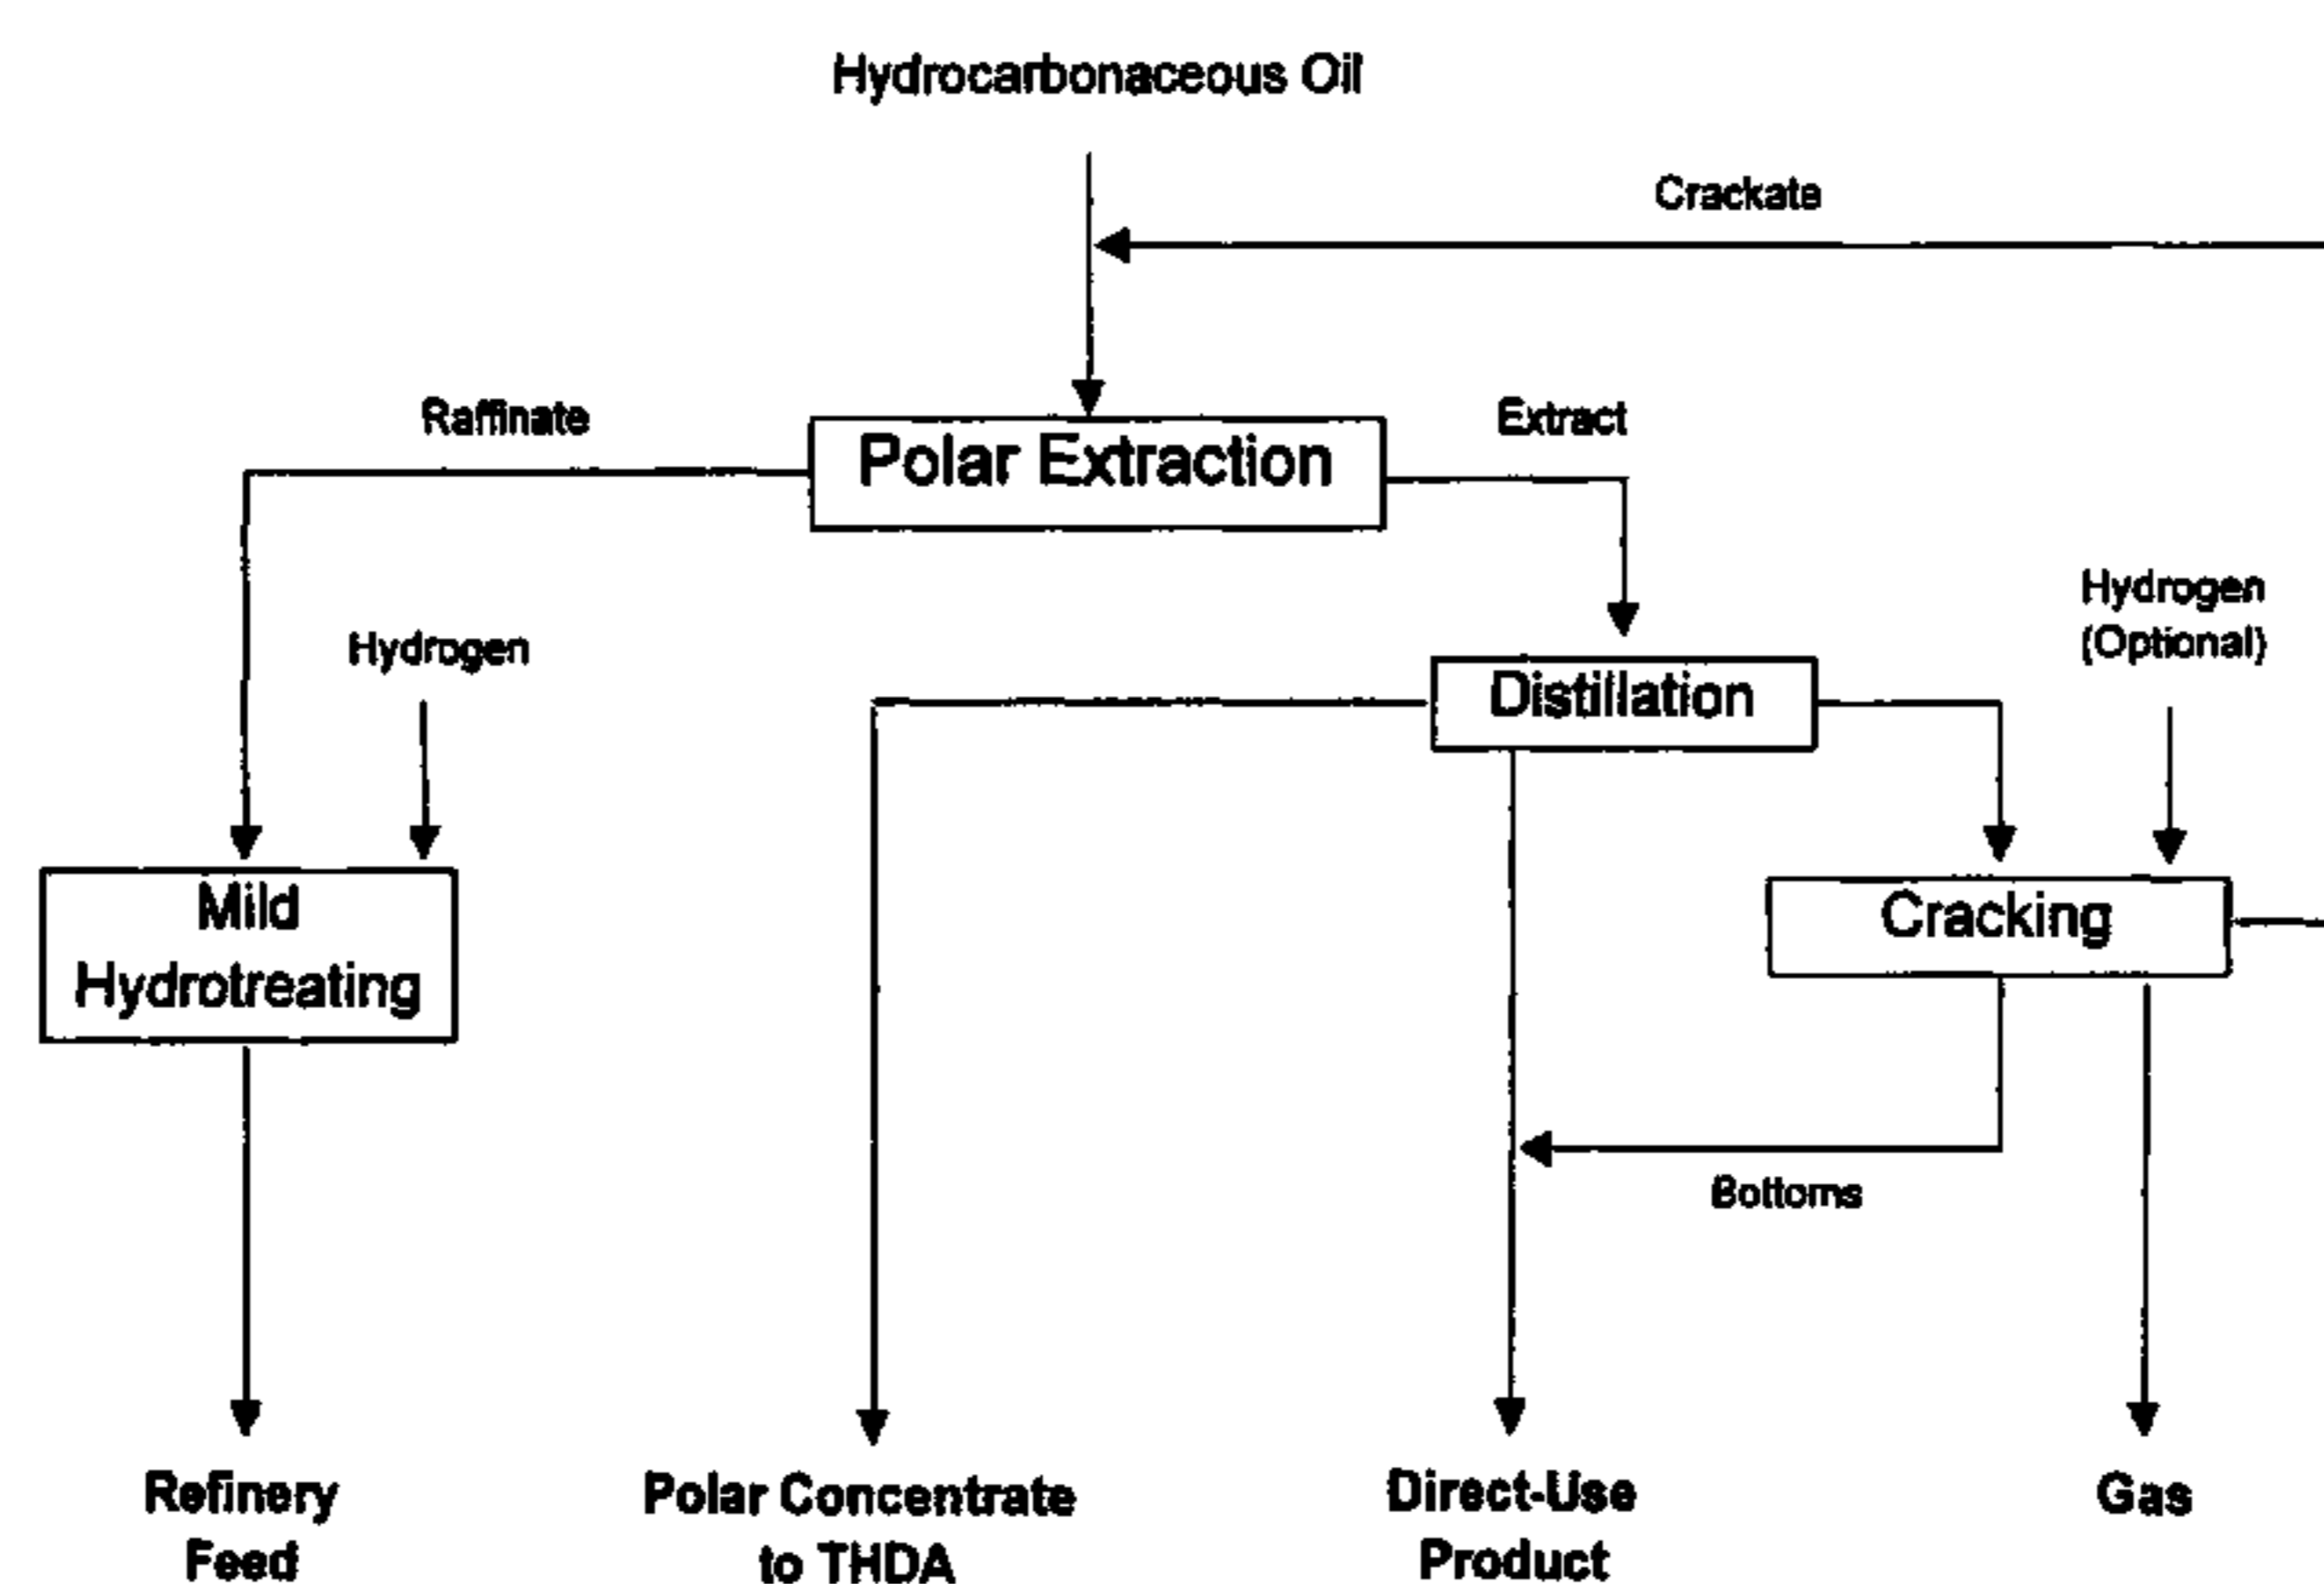 Hydrocarbonaceous Oil
Crackate
Raffinate
Extract
Polar Extraction
Hydrogen
(Optional)
Hydrogen
Distillation
Mild
Hydrotreating
Cracking
Bottoms
Refinery
Feed
Polar Concentrate
to THDA
Direct-Use
Product
Gas